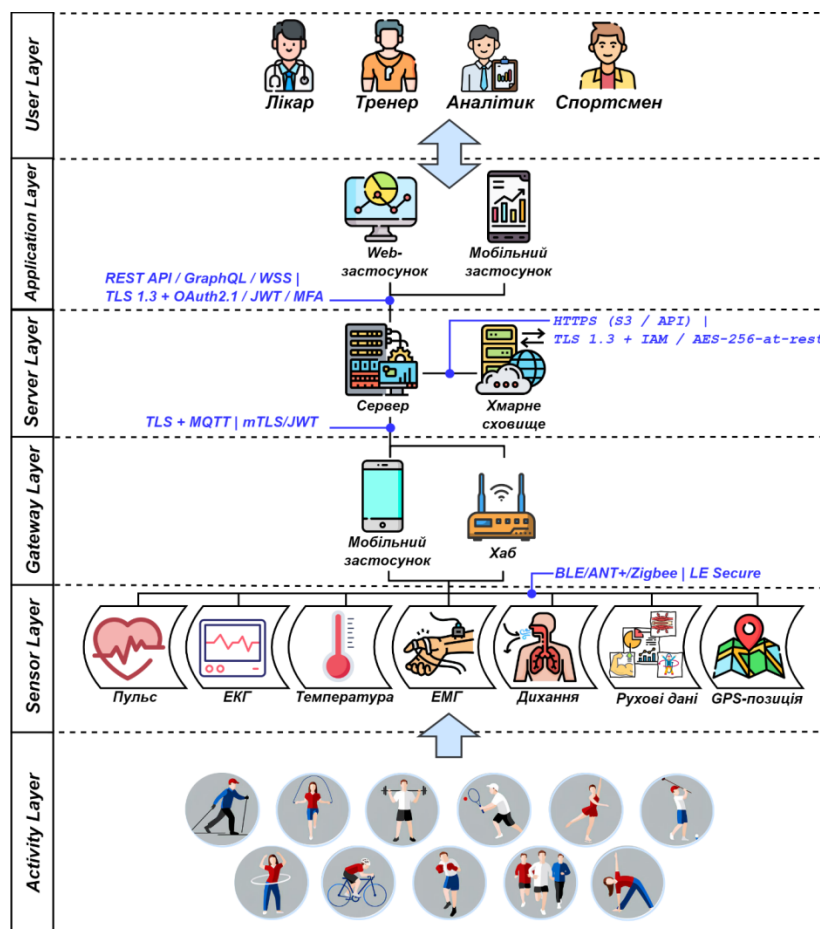 User Layer
Лікар
Тренер
Аналітик
Спортсмен
Application Layer
Web-
застосунок
Мобільний
застосунок
REST API / GraphQL / WSS |
TLS 1.3 + OAuth2.1 / JWT / MFA
Server Layer
HTTPS (S3 / API) |
TLS 1.3 + IAM / AES-256-at-rest
Сервер
Хмарне
сховище
TLS + MQTT | mTLS/JWT
Gateway Layer
Мобільний
застосунок
Хаб
BLE/ANT+/Zigbee | LE Secure
Sensor Layer
Пульс
ЕКГ
Температура
ЕМГ
Дихання
Рухові дані
GPS-позиція
Activity Layer